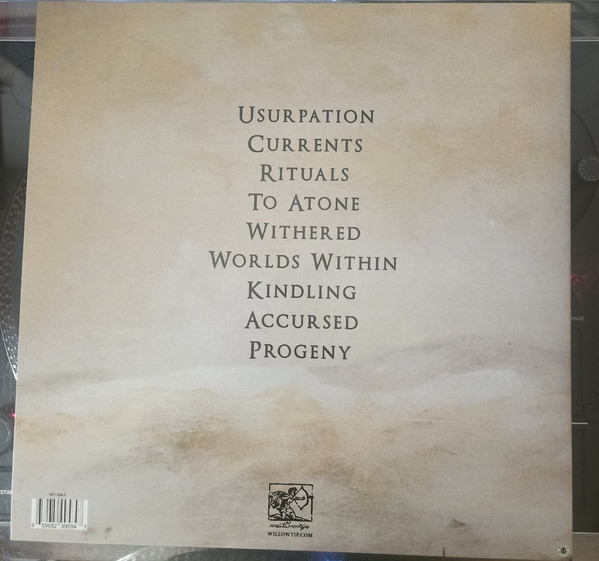 USURPATION
CURRENTS
RITUALS
TO ATONE
WITHERED
WORLDS WITHIN
KINDLING
ACCURSED
PROGENY
WILLOWTIP.COM